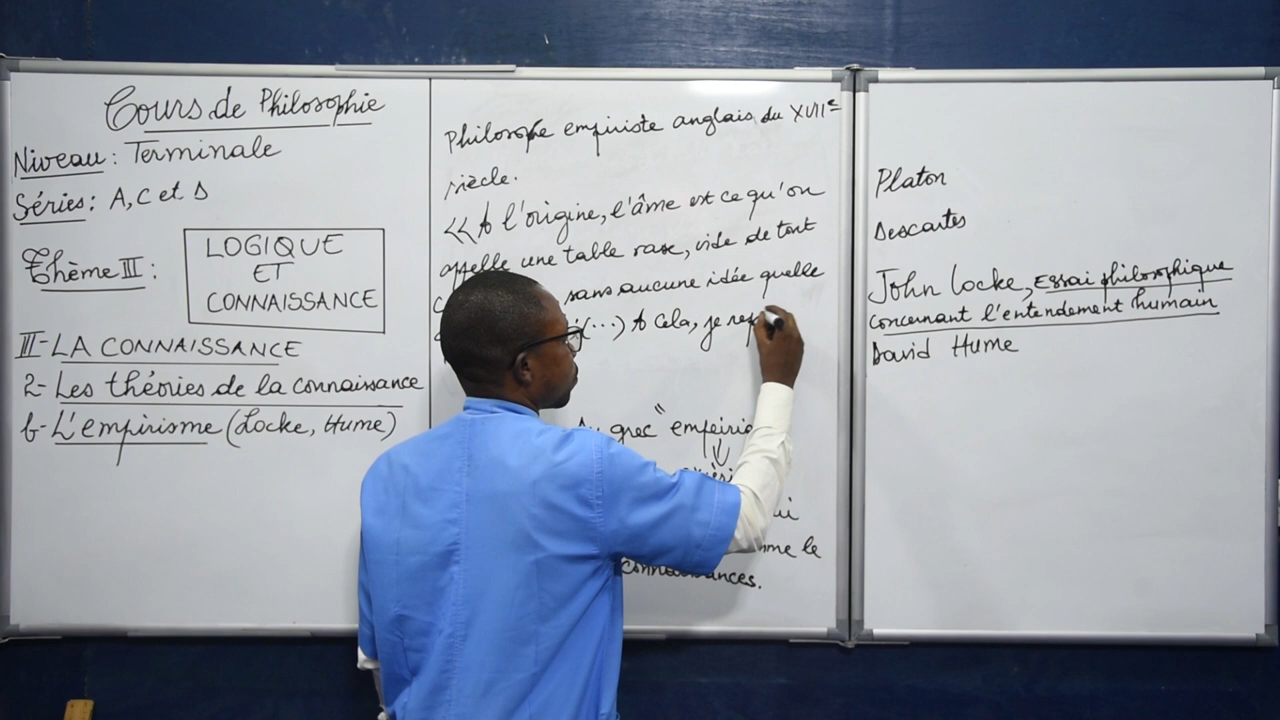 Cours de Philosophie
Niveau : Terminale
Séries : A, C et D
Thème III :
LOGIQUE
ET
CONNAISSANCE
II- LA CONNAISSANCE
2- Les théories de la connaissance
b- L'empirisme (Locke, Hume)
Philosophe empiriste anglais du XVIIe
siècle.
<< A l'origine, l'âme est ce qu'on
appelle une table rase, vide de tout
sans aucune idée quelle
(...) A cela, je
Du grec "empeiria
connaissances.
Platon
Descartes
John Locke, Essai philosophique
concernant l'entendement humain
David Hume